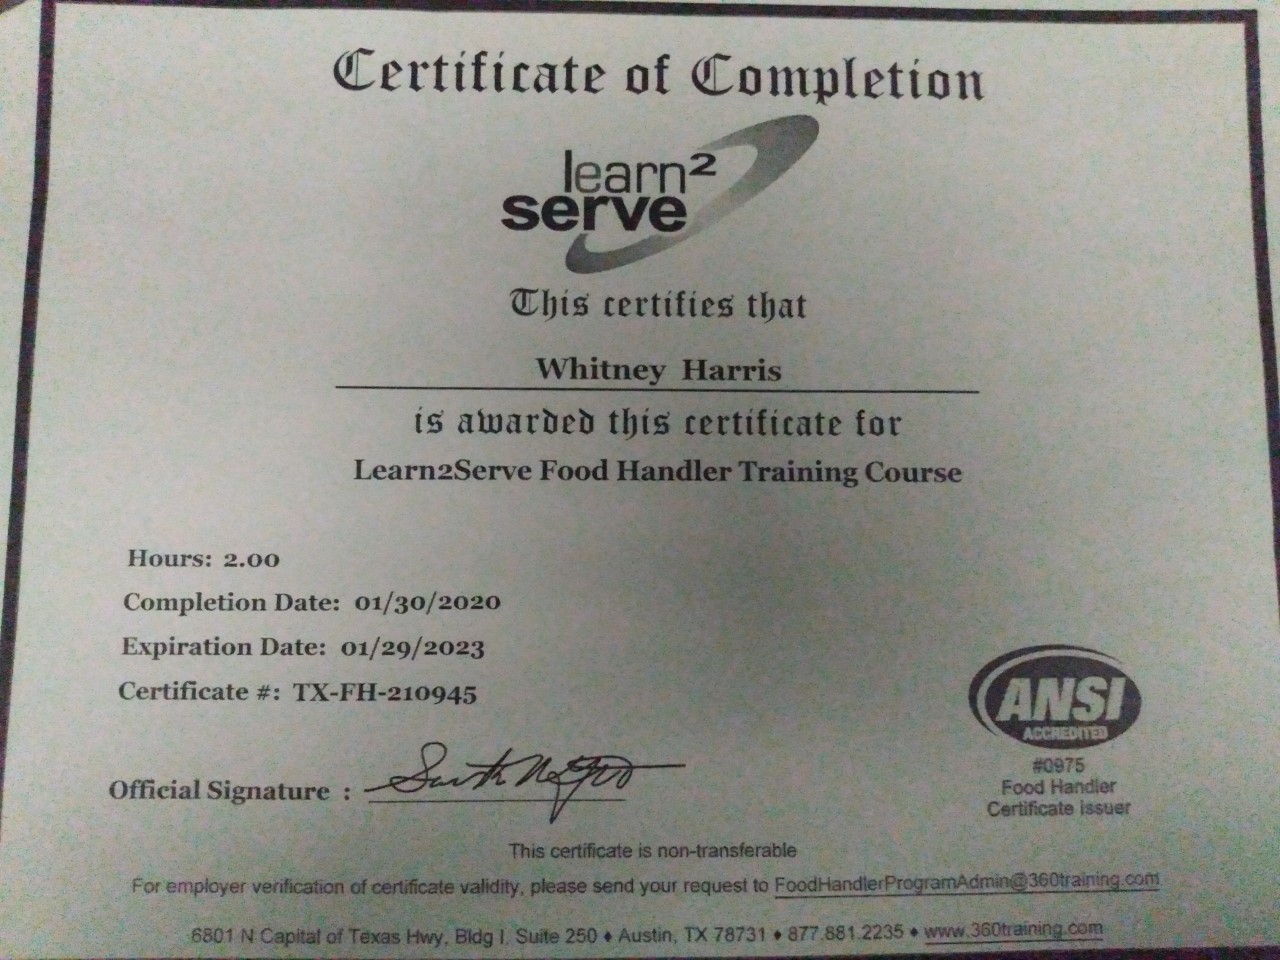 Certificate of Completion
learn2
serve
This certifies that
Whitney Harris
is awarded this certificate for
Learn2Serve Food Handler Training Course
Hours: 2.00
Completion Date: 01/30/2020
Expiration Date: 01/29/2023
Certificate #: TX-FH-210945
Official Signature :
ANSI
ACCREDITED
#0975
Food Handler
Certificate Issuer
This certificate is non-transferable
For employer verification of certificate validity, please send your request to FoodHandlerProgramAdmin@360training.com
6801 N Capital of Texas Hwy, Bldg I, Suite 250 ♦ Austin, TX 78731 ♦ 877.881.2235 ♦ www.360training.com